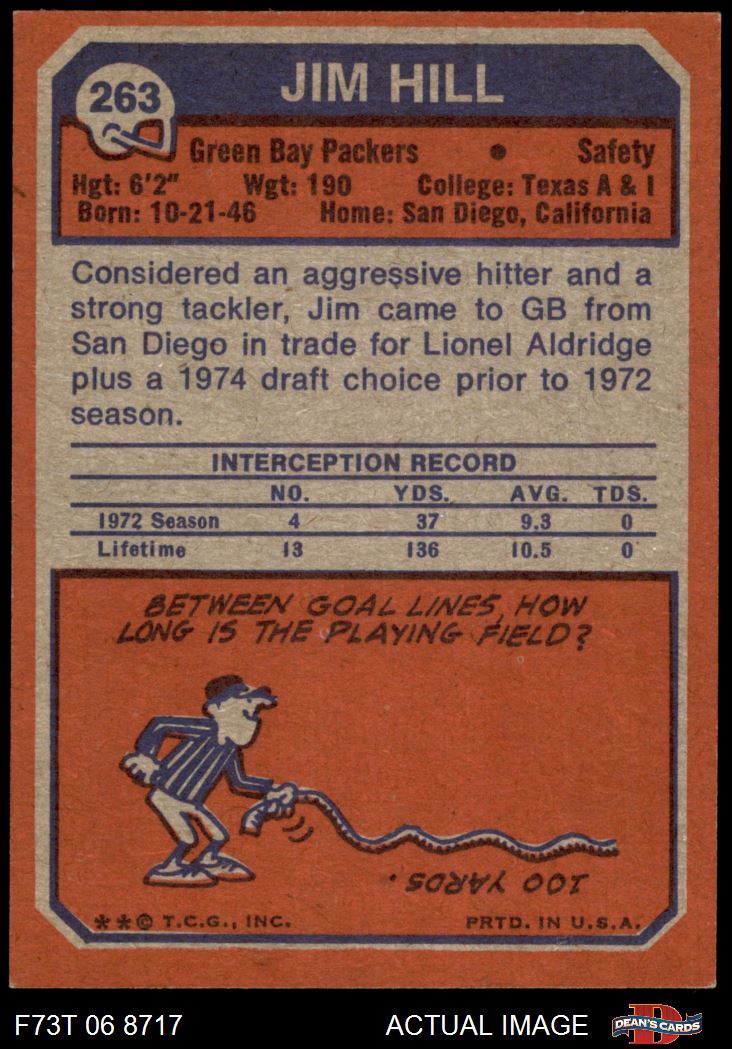 263
JIM HILL
Green Bay Packers • Safety
Hgt: 6'2" Wgt: 190 College: Texas A & I
Born: 10-21-46 Home: San Diego, California
Considered an aggressive hitter and a
strong tackler, Jim came to GB from
San Diego in trade for Lionel Aldridge
plus a 1974 draft choice prior to 1972
season.
INTERCEPTION RECORD
NO. YDS. AVG. TDS.
1972 Season 4 37 9.3 0
Lifetime 13 136 10.5 0
BETWEEN GOAL LINES, HOW
LONG IS THE PLAYING FIELD?
100 YARDS.
**© T.C.G., INC. PRTD. IN U.S.A.
F73T 06 8717 ACTUAL IMAGE D DEAN'S CARDS